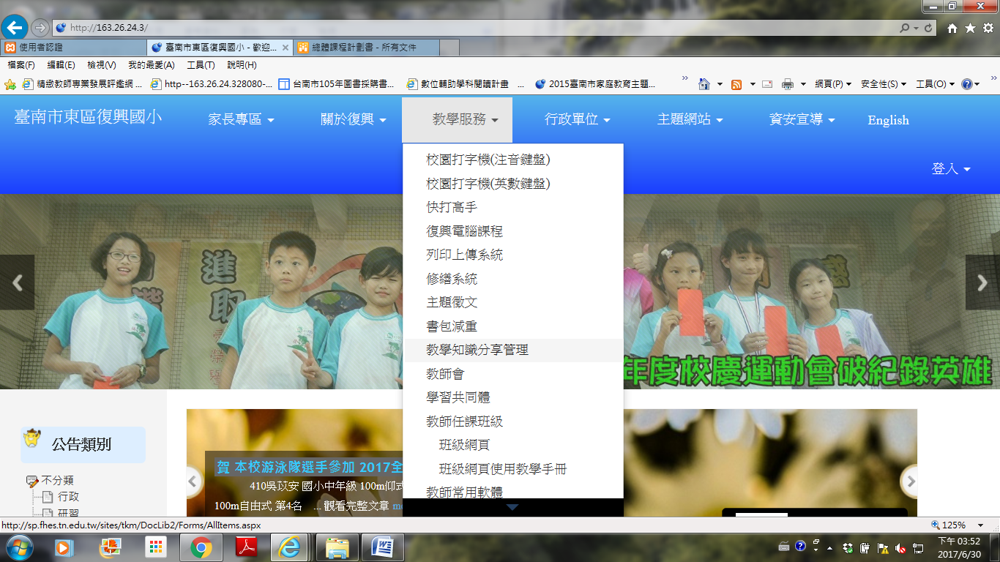 http://163.26.24.3/
使用者認證
臺南市東區復興國小 - 歡迎...
總體課程計劃書 - 所有文件
檔案(F) 編輯(E) 檢視(V) 我的最愛(A) 工具(T) 說明(H)
精緻教師專業發展評鑑網 ... http--163.26.24.328080-... 台南市105年圖書採購書... 數位輔助學科閱讀計畫 ... 2015臺南市家庭教育主題... 網頁(P) 安全性(S) 工具(O)
臺南市東區復興國小 家長專區 關於復興 教學服務 行政單位 主題網站 資安宣導 English
登入
校園打字機(注音鍵盤)
校園打字機(英數鍵盤)
快打高手
復興電腦課程
列印上傳系統
修繕系統
主題徵文
書包減重
教學知識分享管理
教師會
學習共同體
教師任課班級
班級網頁
班級網頁使用教學手冊
教師常用軟體
進取
年度校慶運動會破紀錄英雄
公告類別
不分類
行政
研習
賀 本校游泳隊選手參加 2017全
410吳苡安 國小中年級 100m仰式
100m自由式 第4名 ... 觀看完整文章
http://sp.fhes.tn.edu.tw/sites/tkm/DocLib2/Forms/AllItems.aspx
125%
下午 03:52
2017/6/30